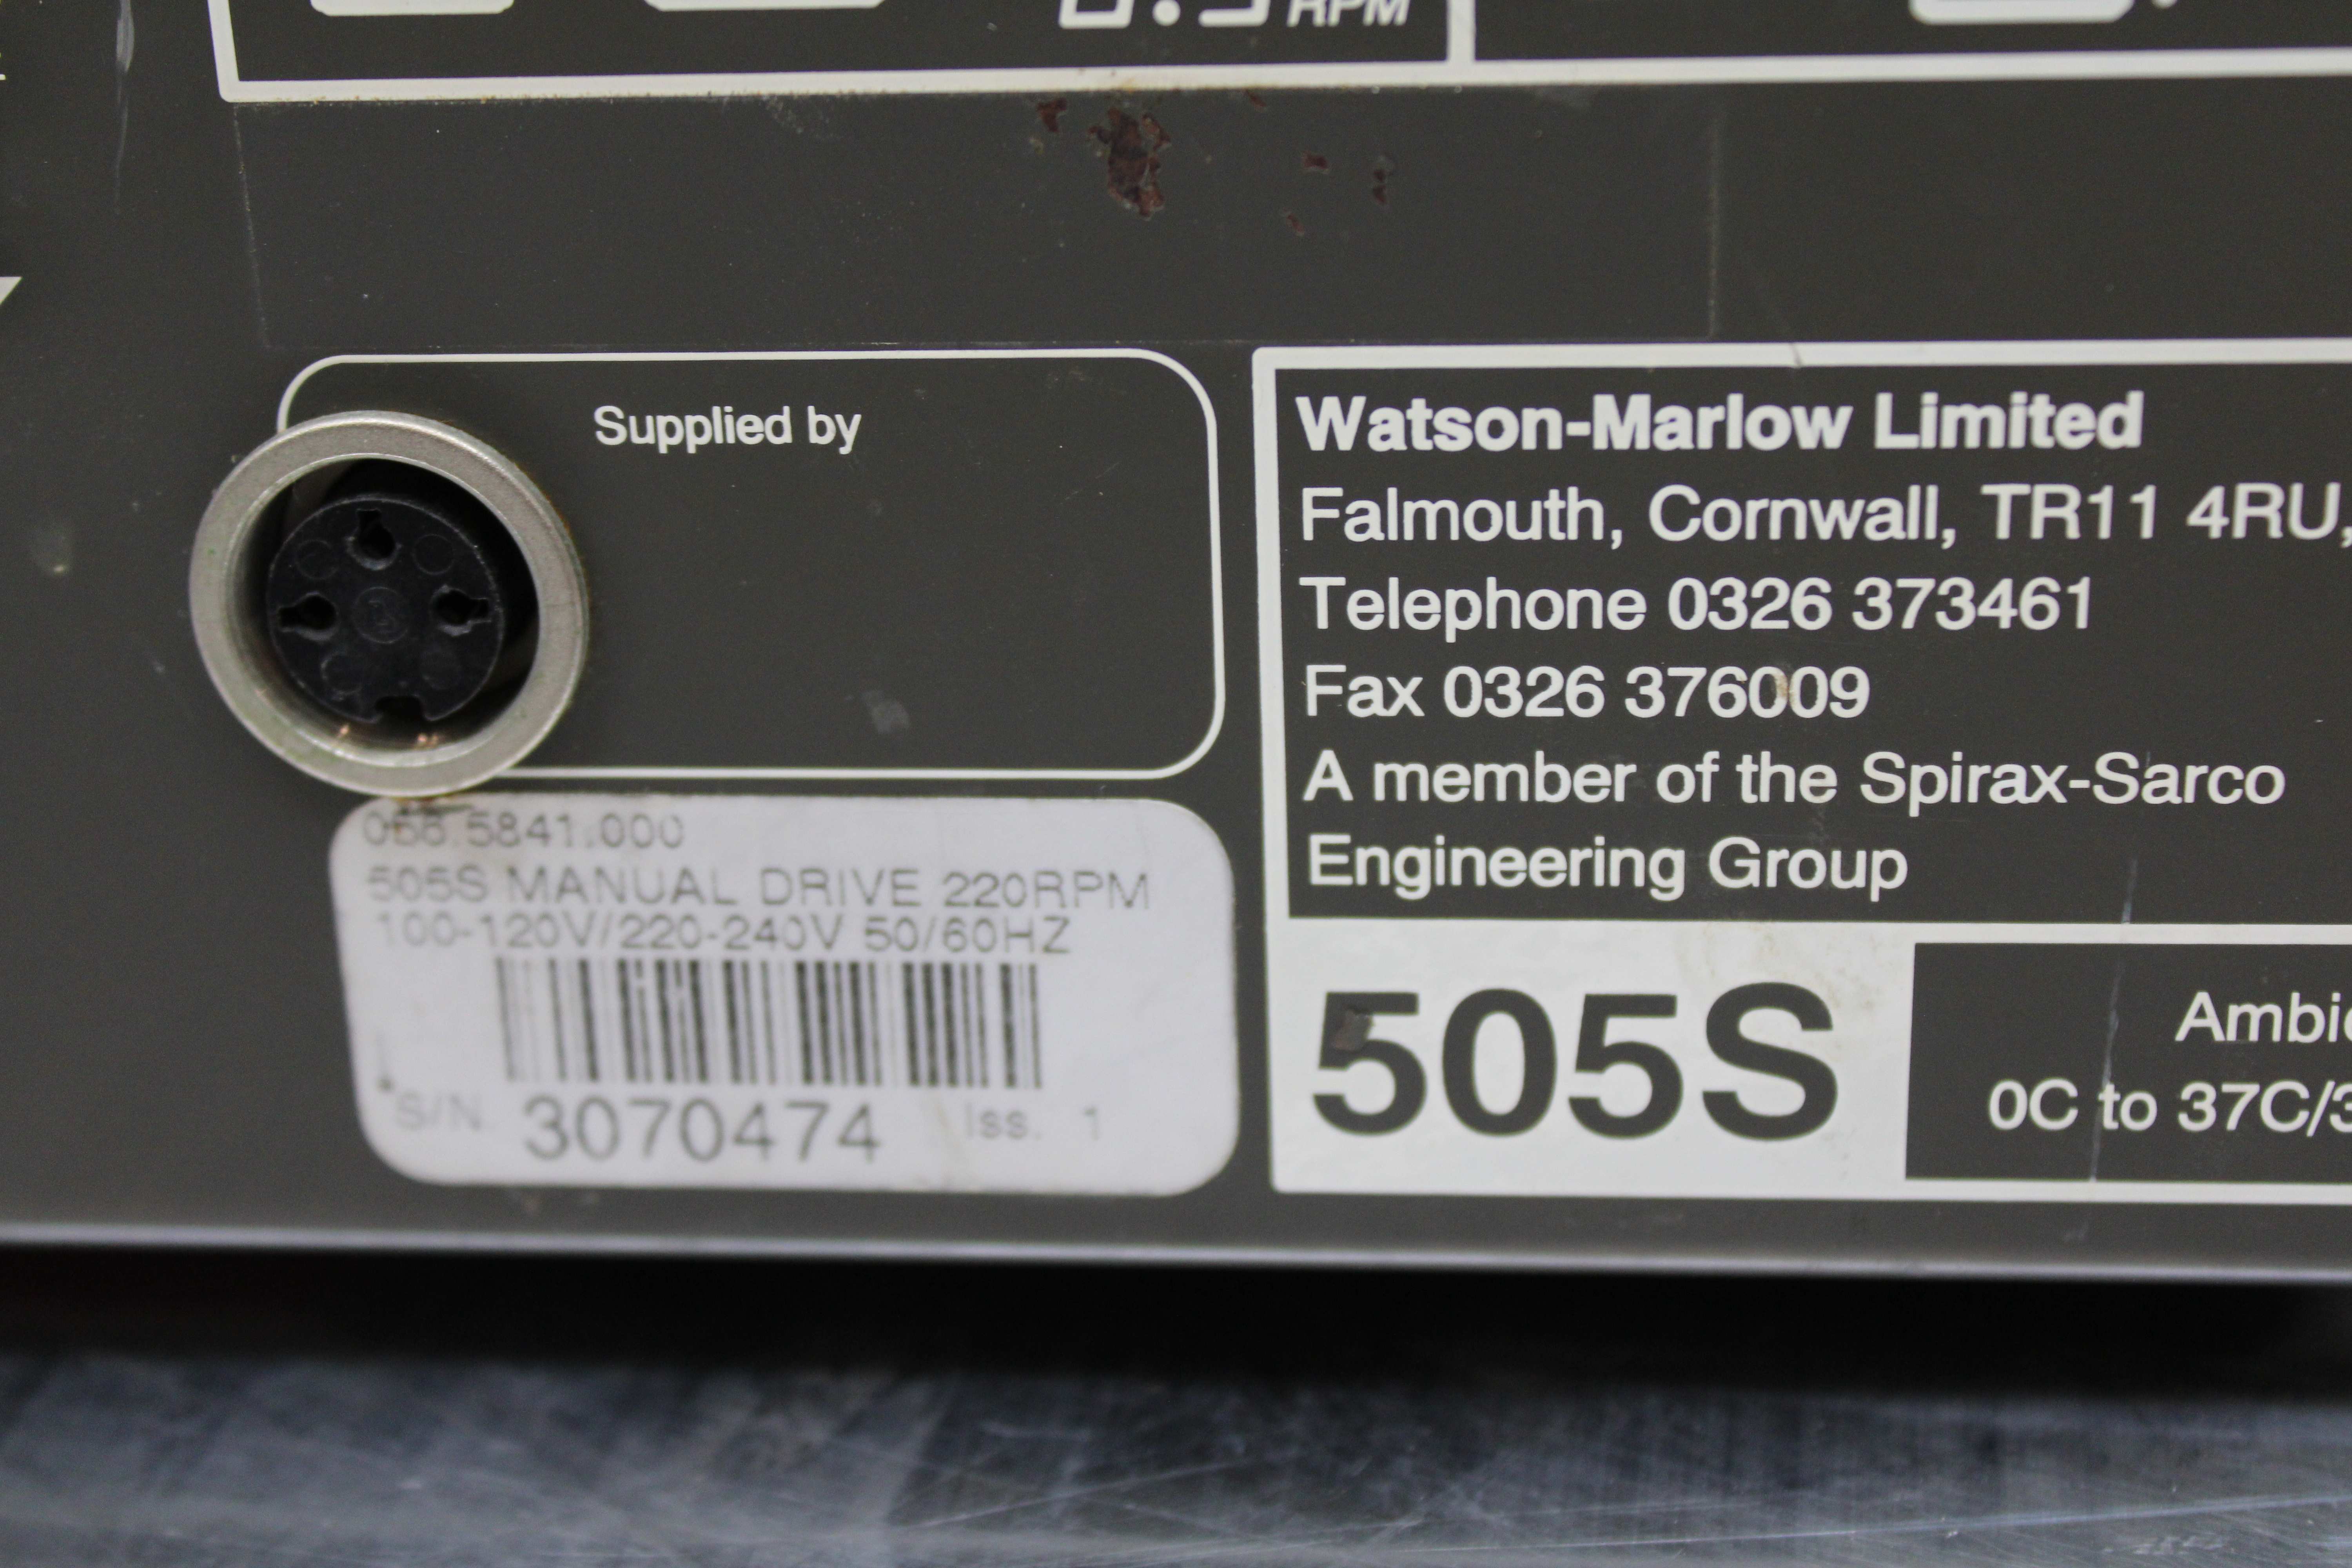 RPM
Supplied by
Watson-Marlow Limited
Falmouth, Cornwall, TR11 4RU,
Telephone 0326 373461
Fax 0326 376009
A member of the Spirax-Sarco
Engineering Group
505S
0C to 37C/3
505S MANUAL DRIVE 220RPM
100-120V/220-240V 50/60HZ
S/N. 3070474 Iss. 1